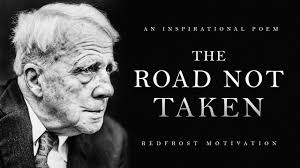 AN INSPIRATIONAL POEM
THE
ROAD NOT
TAKEN
REDFROST MOTIVATION